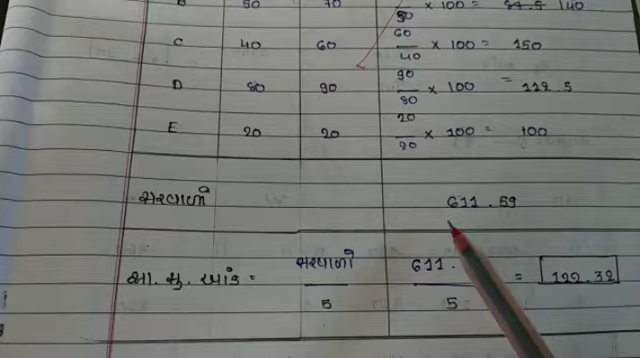 B 50 70 /50 × 100 = 140
C 40 60 60/40 × 100 = 150
D 80 90 90/80 × 100 = 112.5
E 20 20 20/20 × 100 = 100
સરવાળો 611.59
આ. સૂ. આંક = સરવાળો/5 611./5 = 122.32